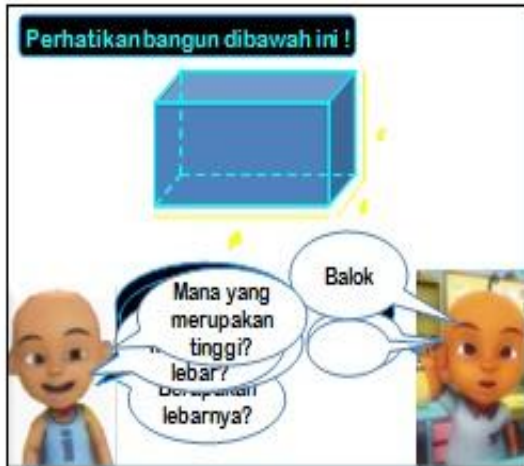 Perhatikan bangun dibawah ini !
Balok
Mana yang
merupakan
tinggi?
lebar?
lebarnya?